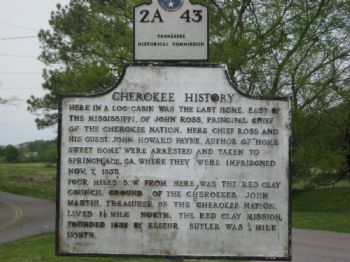 CHEROKEE
2A 43
TENNESSEE
HISTORICAL COMMISSION
CHEROKEE HISTORY
HERE IN A LOG CABIN WAS THE LAST HOME, EAST OF
THE MISSISSIPPI, OF JOHN ROSS, PRINCIPAL CHIEF
OF THE CHEROKEE NATION. HERE CHIEF ROSS AND
HIS GUEST, JOHN HOWARD PAYNE, AUTHOR OF "HOME
SWEET HOME" WERE ARRESTED AND TAKEN TO
SPRINGPLACE, GA. WHERE THEY WERE IMPRISONED
NOV. 7, 1835.
FOUR MILES S.W. FROM HERE WAS THE RED CLAY
COUNCIL GROUND OF THE CHEROKEES. JOHN
MARTIN, TREASURER OF THE CHEROKEE NATION,
LIVED 1½ MILE NORTH. THE RED CLAY MISSION,
FOUNDED 1835 BY ELIZUR BUTLER WAS ½ MILE
NORTH.